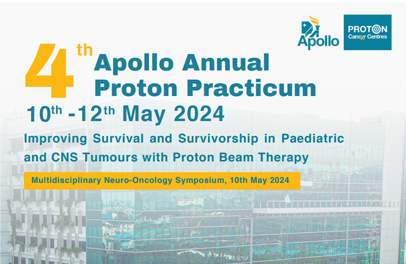 4th Apollo Annual
Proton Practicum
10th -12th May 2024
Improving Survival and Survivorship in Paediatric
and CNS Tumours with Proton Beam Therapy
Multidisciplinary Neuro-Oncology Symposium, 10th May 2024
Apollo
PROTON
Cancer Centres